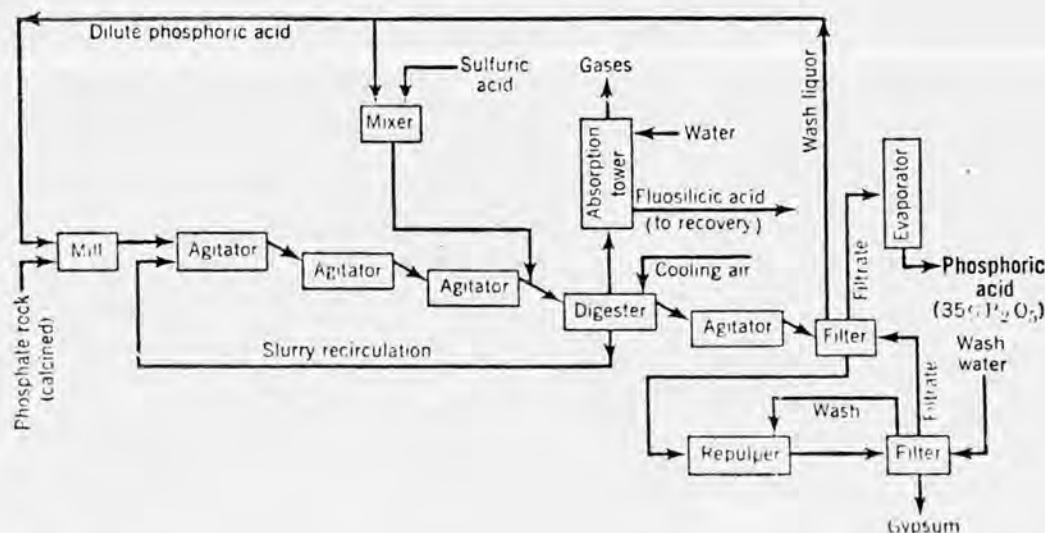 Dilute phosphoric acid
Sulfuric
acid
Mixer
Gases
Water
Absorption
tower
Fluosilicic acid
(to recovery)
Wash liquor
Evaporator
Filtrate
Phosphoric
acid
Mill
Agitator
Agitator
Agitator
Cooling air
Digester
Agitator
Filter
Phosphate rock
(calcined)
Slurry recirculation
Wash
water
Filtrate
Wash
Repulper
Filter
Gypsum